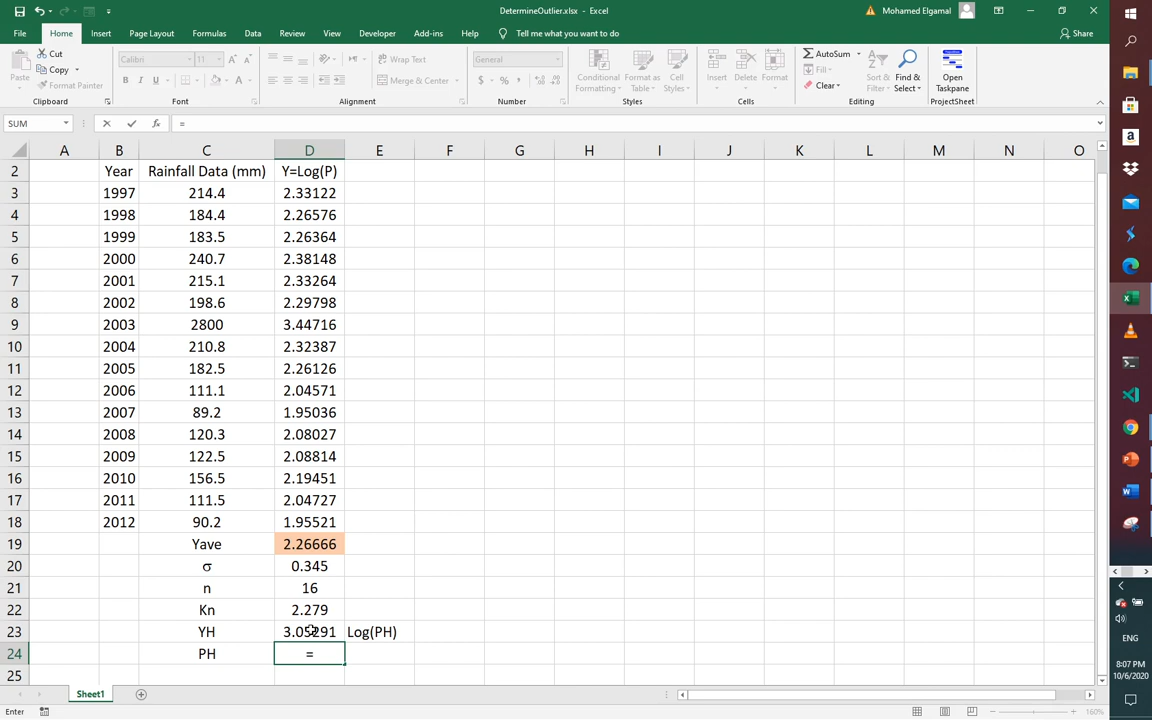 DetermineOutlier.xlsx - Excel
Mohamed Elgamal
File Home Insert Page Layout Formulas Data Review View Developer Add-ins Help Tell me what you want to do Share
Paste
Cut
Copy
Format Painter
Clipboard
Calibri 11
B I U
Font
Wrap Text
Merge & Center
Alignment
General
$ % ,
Number
Conditional Formatting
Format as Table
Cell Styles
Styles
Insert Delete Format
Cells
AutoSum
Fill
Clear
Sort & Filter
Find & Select
Editing
Open Taskpane
ProjectSheet
SUM fx =
A B C D E F G H I J K L M N O
2 Year Rainfall Data (mm) Y=Log(P)
3 1997 214.4 2.33122
4 1998 184.4 2.26576
5 1999 183.5 2.26364
6 2000 240.7 2.38148
7 2001 215.1 2.33264
8 2002 198.6 2.29798
9 2003 2800 3.44716
10 2004 210.8 2.32387
11 2005 182.5 2.26126
12 2006 111.1 2.04571
13 2007 89.2 1.95036
14 2008 120.3 2.08027
15 2009 122.5 2.08814
16 2010 156.5 2.19451
17 2011 111.5 2.04727
18 2012 90.2 1.95521
19 Yave 2.26666
20 σ 0.345
21 n 16
22 Kn 2.279
23 YH 3.05291 Log(PH)
24 PH =
25
Sheet1
Enter
160%
ENG
8:07 PM
10/6/2020